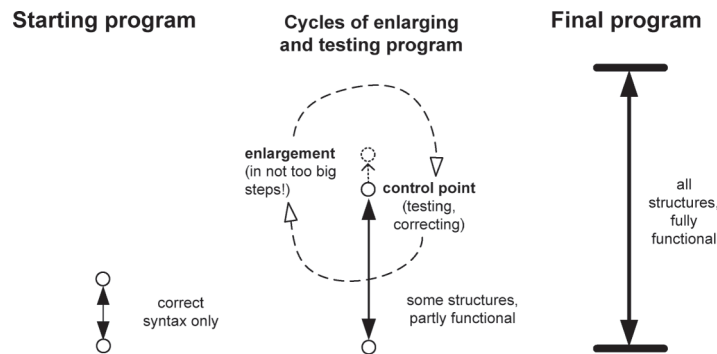 Starting program
Cycles of enlarging
and testing program
Final program
enlargement
(in not too big
steps!)
control point
(testing,
correcting)
all
structures,
fully
functional
correct
syntax only
some structures,
partly functional